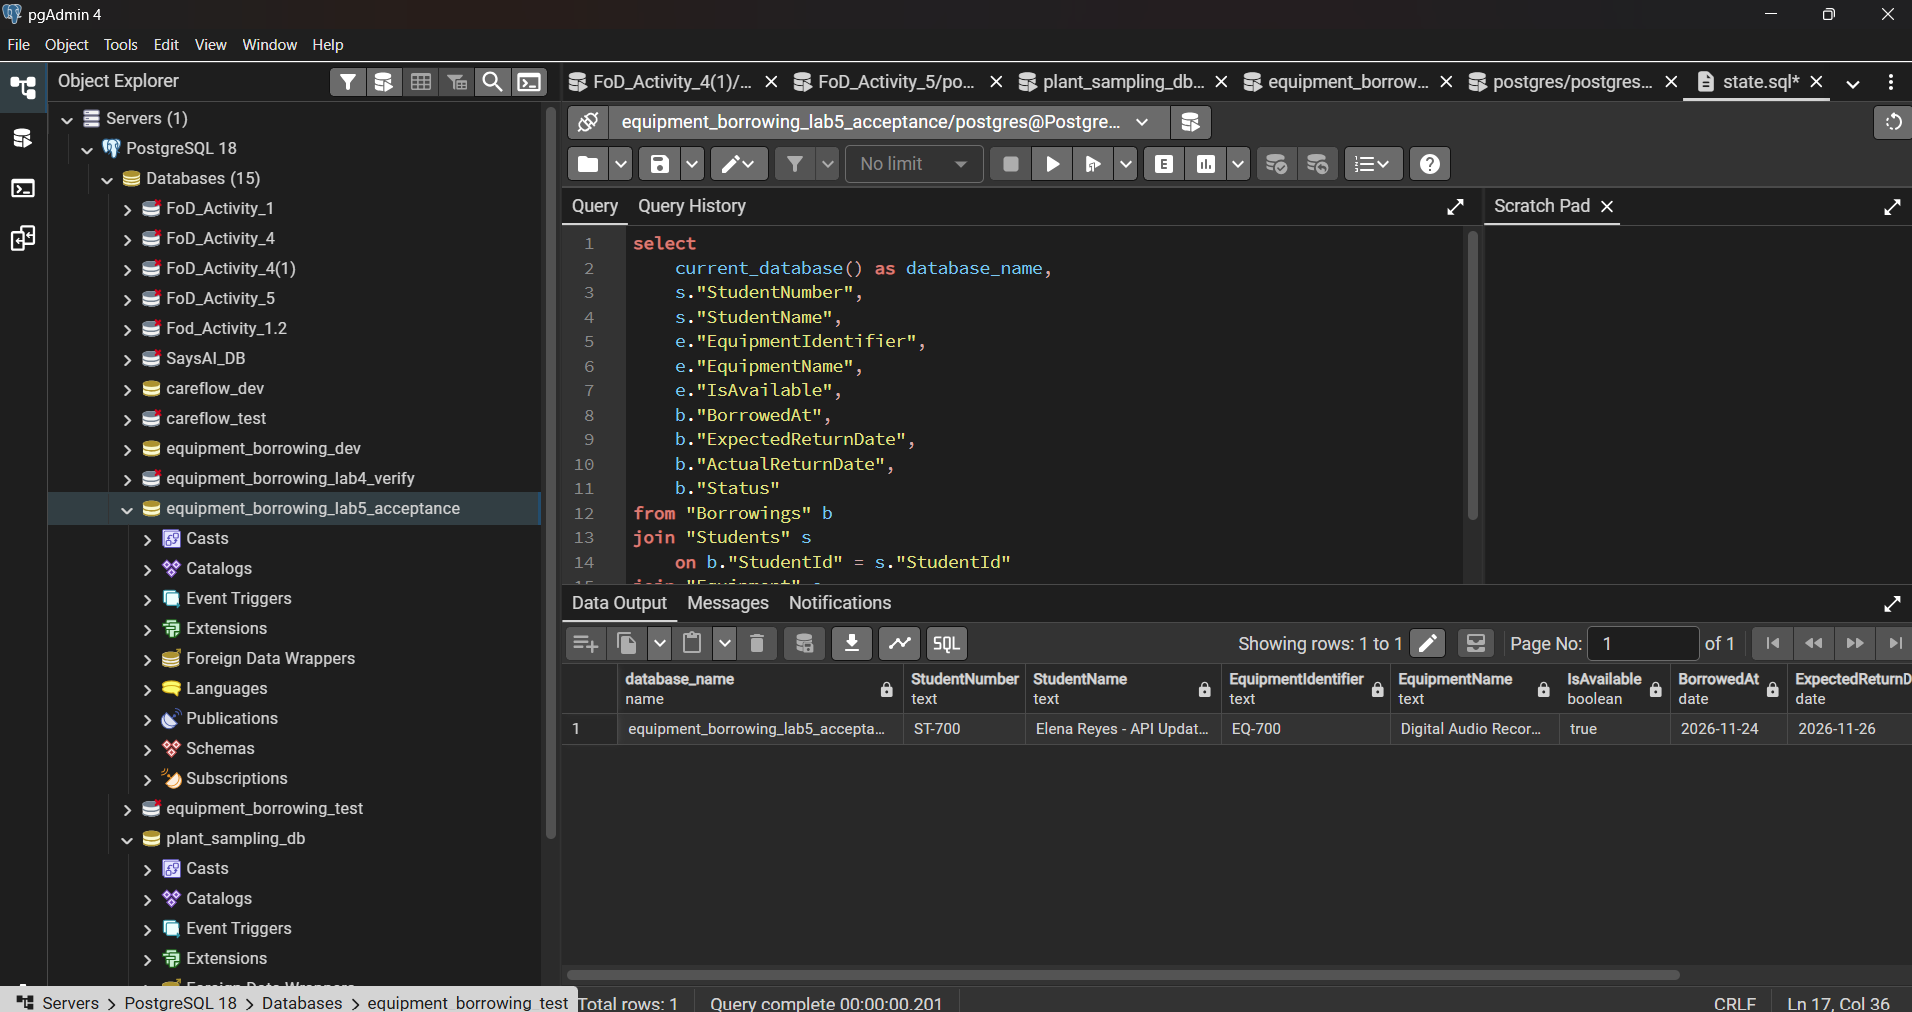 pgAdmin 4
File Object Tools Edit View Window Help
Object Explorer
FoD_Activity_4(1)/... FoD_Activity_5/po... plant_sampling_db... equipment_borrow... postgres/postgres... state.sql*
Servers (1)
PostgreSQL 18
Databases (15)
FoD_Activity_1
FoD_Activity_4
FoD_Activity_4(1)
FoD_Activity_5
Fod_Activity_1.2
SaysAI_DB
careflow_dev
careflow_test
equipment_borrowing_dev
equipment_borrowing_lab4_verify
equipment_borrowing_lab5_acceptance
Casts
Catalogs
Event Triggers
Extensions
Foreign Data Wrappers
Languages
Publications
Schemas
Subscriptions
equipment_borrowing_test
plant_sampling_db
Casts
Catalogs
Event Triggers
Extensions
Servers > PostgreSQL 18 > Databases > equipment_borrowing_test
equipment_borrowing_lab5_acceptance/postgres@Postgre...
No limit
E
Query Query History
Scratch Pad
1 select
2 current_database() as database_name,
3 s."StudentNumber",
4 s."StudentName",
5 e."EquipmentIdentifier",
6 e."EquipmentName",
7 e."IsAvailable",
8 b."BorrowedAt",
9 b."ExpectedReturnDate",
10 b."ActualReturnDate",
11 b."Status"
12 from "Borrowings" b
13 join "Students" s
14 on b."StudentId" = s."StudentId"
Data Output Messages Notifications
SQL
Showing rows: 1 to 1
Page No: 1 of 1
database_name StudentNumber StudentName EquipmentIdentifier EquipmentName IsAvailable BorrowedAt ExpectedReturnD
name text text text text boolean date date
1 equipment_borrowing_lab5_accepta... ST-700 Elena Reyes - API Updat... EQ-700 Digital Audio Recor... true 2026-11-24 2026-11-26
Total rows: 1 Query complete 00:00:00.201 CRLF Ln 17, Col 36